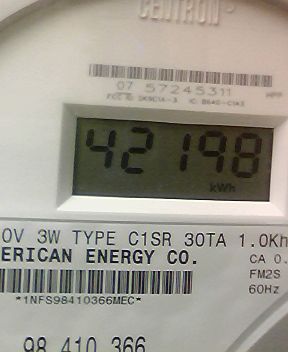 CENTRON
07 57245311
42198
kWh
0V 3W TYPE C1SR 30TA 1.0Kh
ERICAN ENERGY CO.
CA 0.
FM2S
60Hz
*1NFS98410366MEC*
98 410 366